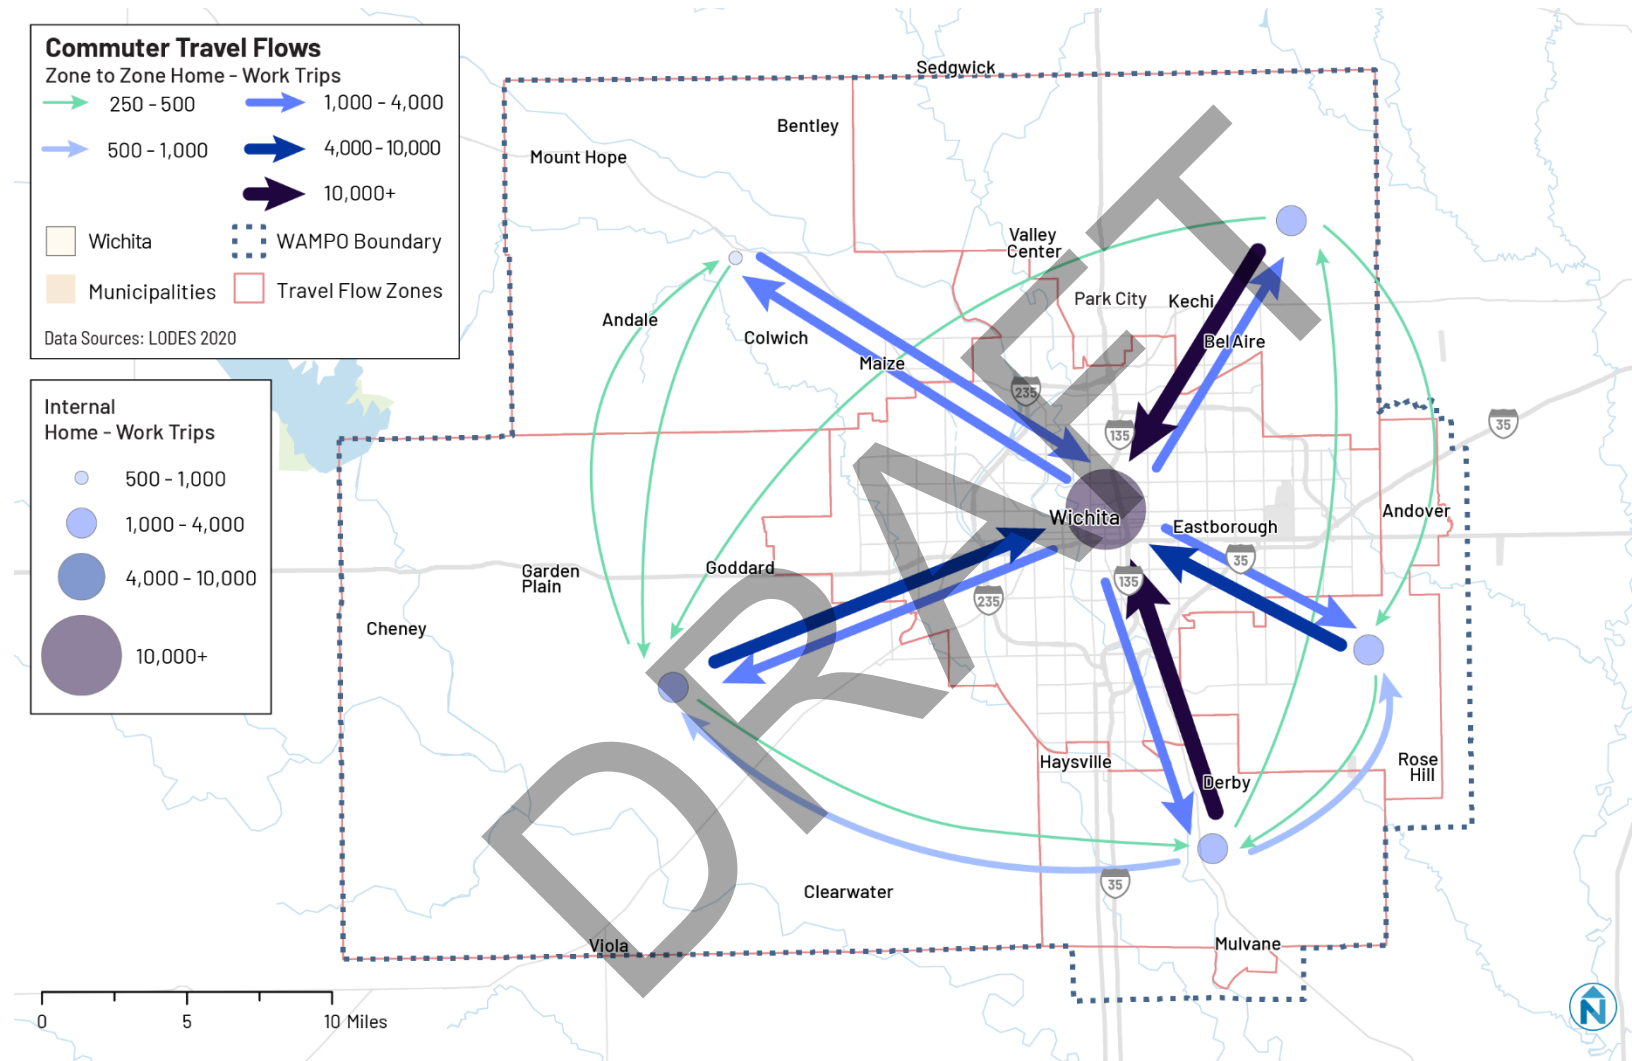 Commuter Travel Flows
Zone to Zone Home - Work Trips
250 - 500
1,000 - 4,000
500 - 1,000
4,000 - 10,000
10,000+
Wichita
WAMPO Boundary
Municipalities
Travel Flow Zones
Data Sources: LODES 2020
Internal
Home - Work Trips
500 - 1,000
1,000 - 4,000
4,000 - 10,000
10,000+
Sedgwick
Bentley
Mount Hope
Valley
Center
Park City
Kechi
Andale
Colwich
Bel Aire
Maize
235
135
35
Wichita
Eastborough
Andover
35
Goddard
Garden
Plain
135
235
Cheney
Haysville
Rose
Hill
Derby
35
Clearwater
Viola
Mulvane
DRAFT
0 5 10 Miles
N